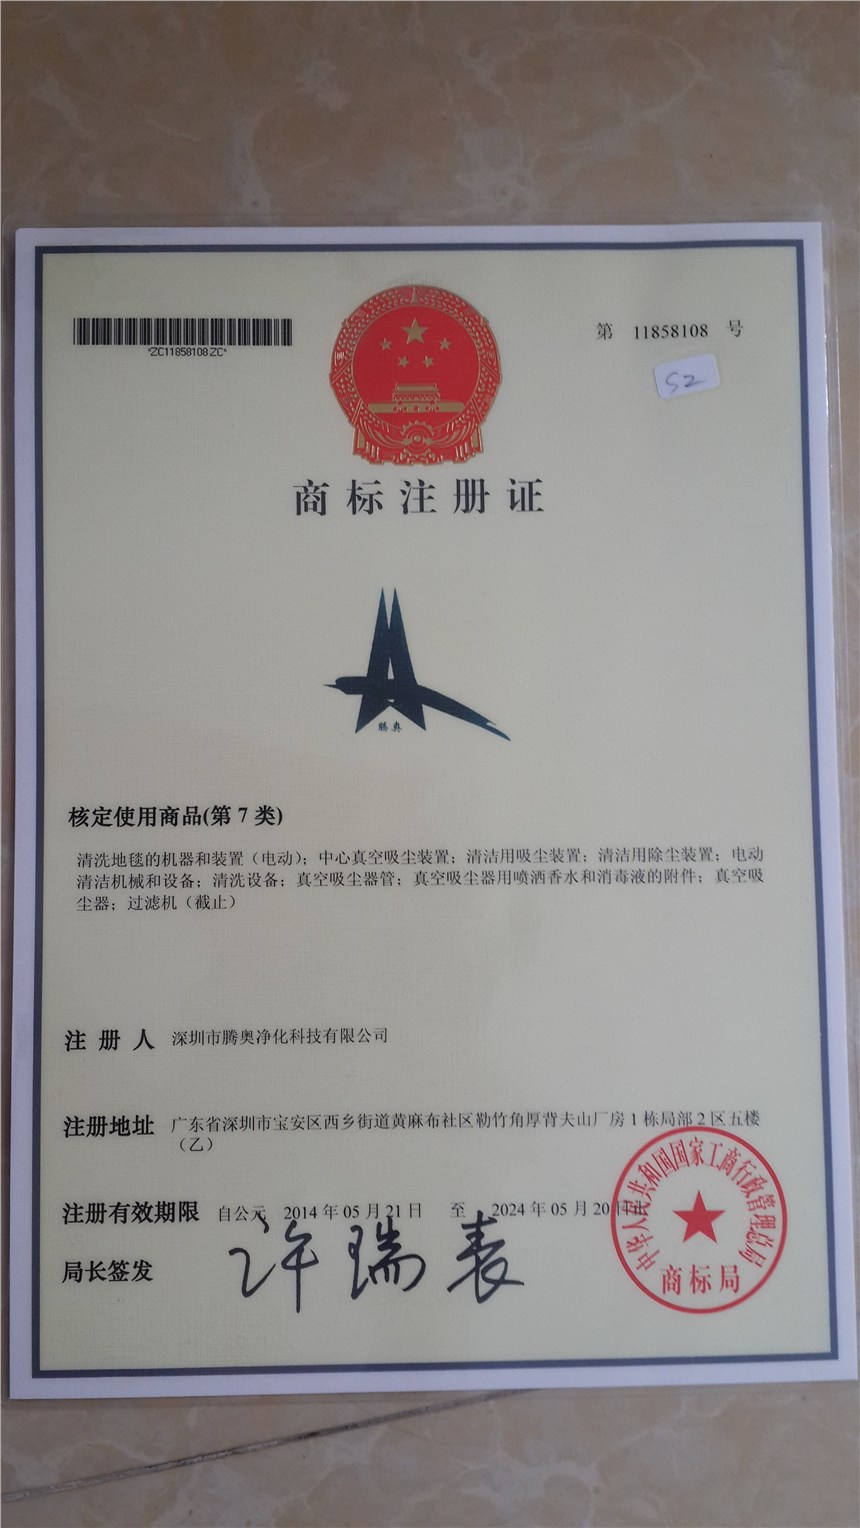 第 11858108 号
*ZC11858108ZC*
S2
商标注册证
腾奥
核定使用商品(第 7 类)
清洗地毯的机器和装置（电动）；中心真空吸尘装置；清洁用吸尘装置；清洁用除尘装置；电动
清洁机械和设备；清洗设备；真空吸尘器管；真空吸尘器用喷洒香水和消毒液的附件；真空吸
尘器；过滤机（截止）
注 册 人 深圳市腾奥净化科技有限公司
注册地址 广东省深圳市宝安区西乡街道黄麻布社区勒竹角厚背夫山厂房 1 栋局部 2 区五楼
（乙）
注册有效期限 自公元 2014 年 05 月 21 日 至 2024 年 05 月 20 日止
局长签发 许瑞表
中华人民共和国国家工商行政管理总局
商标局